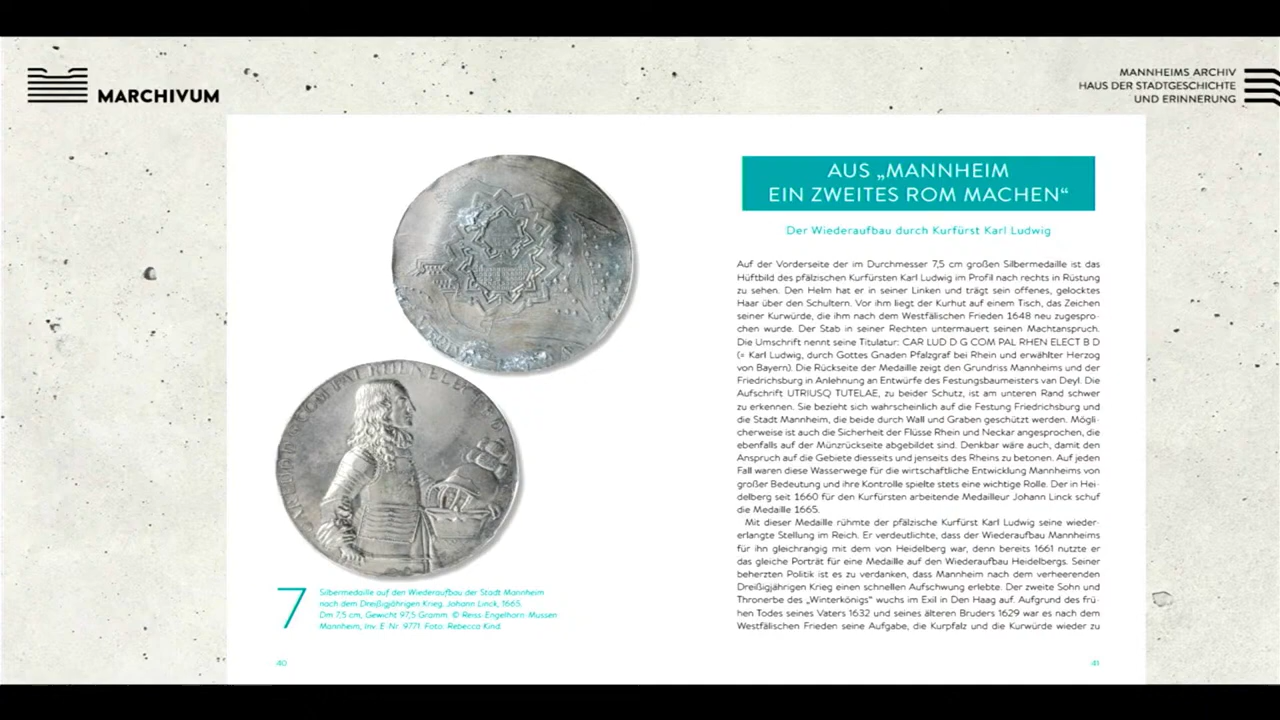 MARCHIVUM
MANNHEIMS ARCHIV
HAUS DER STADTGESCHICHTE
UND ERINNERUNG
AUS „MANNHEIM
EIN ZWEITES ROM MACHEN“
Der Wiederaufbau durch Kurfürst Karl Ludwig
Auf der Vorderseite der im Durchmesser 7,5 cm großen Silbermedaille ist das
Hüftbild des pfälzischen Kurfürsten Karl Ludwig im Profil nach rechts in Rüstung
zu sehen. Den Helm hat er in seiner Linken und trägt sein offenes, gelocktes
Haar über den Schultern. Vor ihm liegt der Kurhut auf einem Tisch, das Zeichen
seiner Kurwürde, die ihm nach dem Westfälischen Frieden 1648 neu zugespro-
chen wurde. Der Stab in seiner Rechten untermauert seinen Machtanspruch.
Die Umschrift nennt seine Titulatur: CAR LUD D G COM PAL RHEN ELECT B D
(= Karl Ludwig, durch Gottes Gnaden Pfalzgraf bei Rhein und erwählter Herzog
von Bayern). Die Rückseite der Medaille zeigt den Grundriss Mannheims und der
Friedrichsburg in Anlehnung an Entwürfe des Festungsbaumeisters van Deyl. Die
Aufschrift UTRIUSQ TUTELAE, zu beider Schutz, ist am unteren Rand schwer
zu erkennen. Sie bezieht sich wahrscheinlich auf die Festung Friedrichsburg und
die Stadt Mannheim, die beide durch Wall und Graben geschützt werden. Mögli-
cherweise ist auch die Sicherheit der Flüsse Rhein und Neckar angesprochen, die
ebenfalls auf der Münzrückseite abgebildet sind. Denkbar wäre auch, damit den
Anspruch auf die Gebiete diesseits und jenseits des Rheins zu betonen. Auf jeden
Fall waren diese Wasserwege für die wirtschaftliche Entwicklung Mannheims von
großer Bedeutung und ihre Kontrolle spielte stets eine wichtige Rolle. Der in Hei-
delberg seit 1660 für den Kurfürsten arbeitende Medailleur Johann Linck schuf
die Medaille 1665.
Mit dieser Medaille rühmte der pfälzische Kurfürst Karl Ludwig seine wieder-
erlangte Stellung im Reich. Er verdeutlichte, dass der Wiederaufbau Mannheims
für ihn gleichrangig mit dem von Heidelberg war, denn bereits 1661 nutzte er
das gleiche Porträt für eine Medaille auf den Wiederaufbau Heidelbergs. Seiner
beherzten Politik ist es zu verdanken, dass Mannheim nach dem verheerenden
Dreißigjährigen Krieg einen schnellen Aufschwung erlebte. Der zweite Sohn und
Thronerbe des „Winterkönigs“ wuchs im Exil in Den Haag auf. Aufgrund des frü-
hen Todes seines Vaters 1632 und seines älteren Bruders 1629 war es nach dem
Westfälischen Frieden seine Aufgabe, die Kurpfalz und die Kurwürde wieder zu
7
Silbermedaille auf den Wiederaufbau der Stadt Mannheim
nach dem Dreißigjährigen Krieg, Johann Linck, 1665.
Dm 7,5 cm, Gewicht 97,5 Gramm. © Reiss-Engelhorn-Museen
Mannheim, Inv. E-Nr. 9771. Foto: Rebecca Kind.
40
41